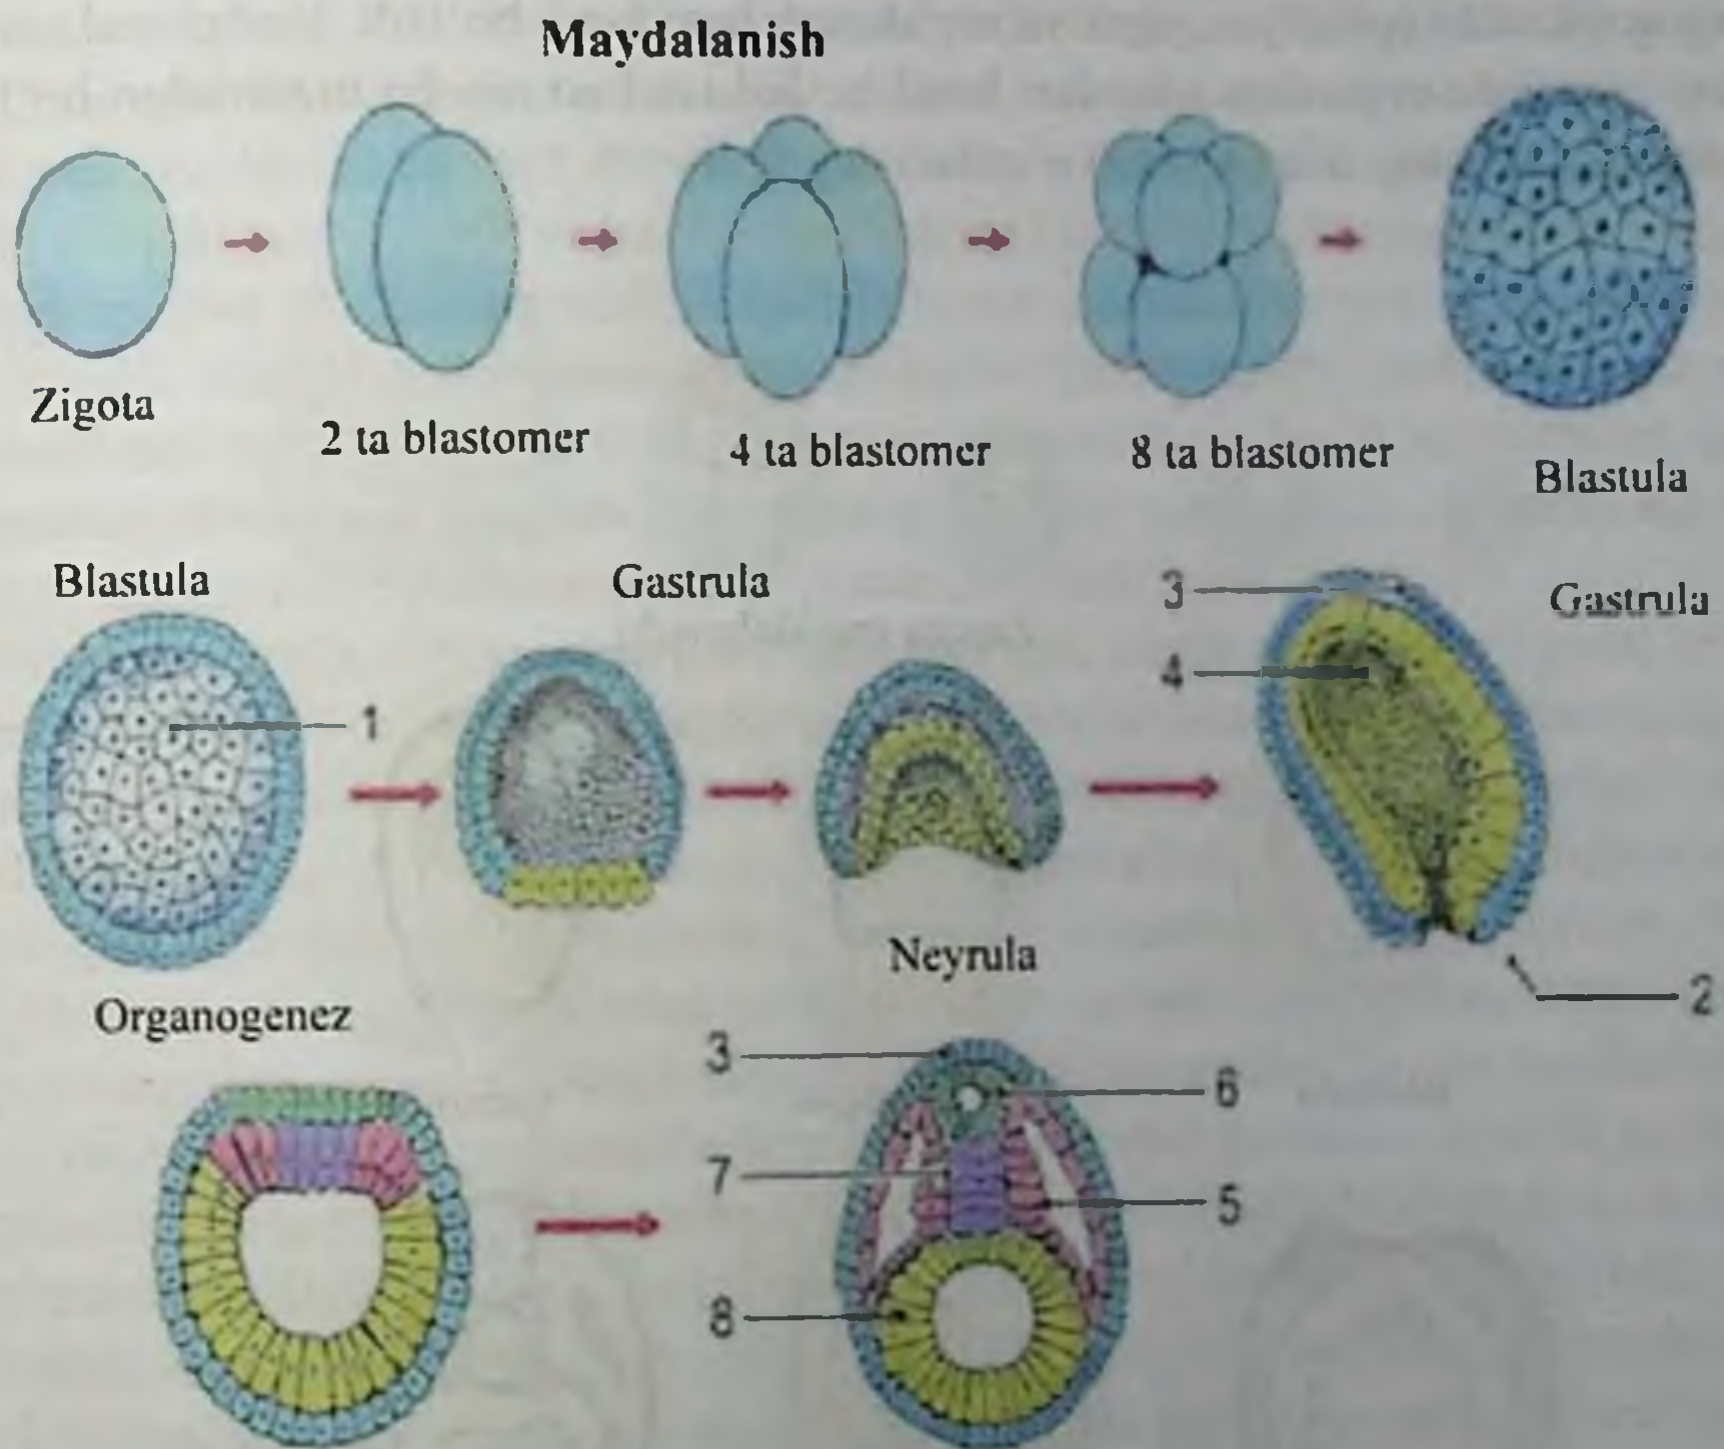 Maydalanish
Zigota
2 ta blastomer
4 ta blastomer
8 ta blastomer
Blastula
Blastula
Gastrula
3
Gastrula
4
1
Neyrula
2
Organogenez
3
6
7
5
8